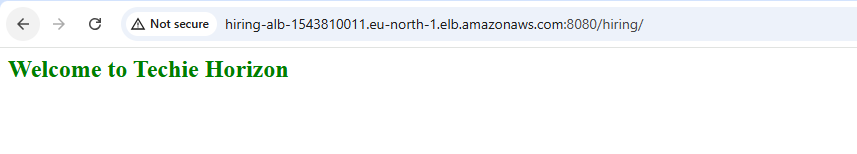 Not secure hiring-alb-1543810011.eu-north-1.elb.amazonaws.com:8080/hiring/
Welcome to Techie Horizon